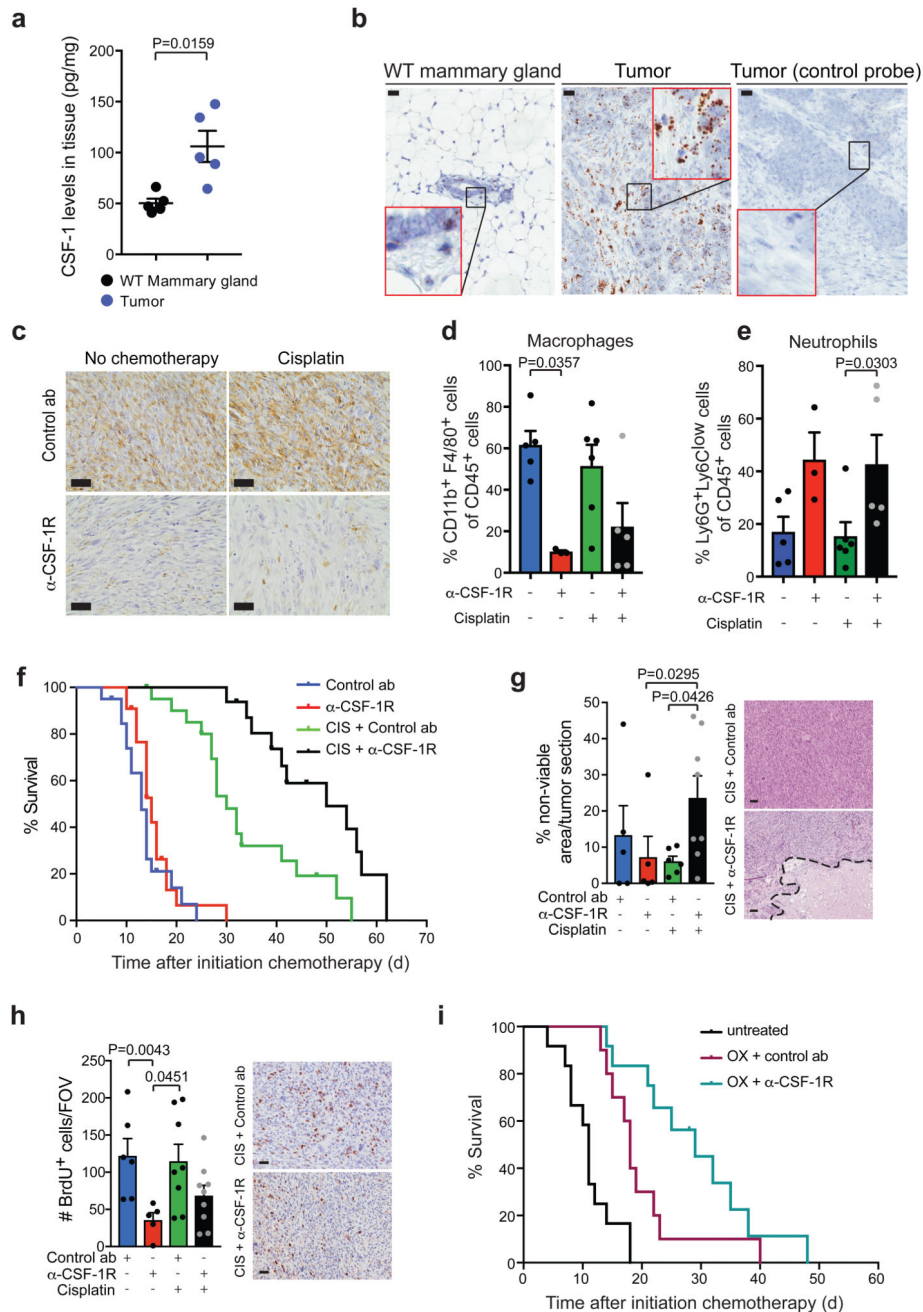 a
P=0.0159
200
150
100
50
0
CSF-1 levels in tissue (pg/mg)
WT Mammary gland
Tumor
b
WT mammary gland
Tumor
Tumor (control probe)
c
No chemotherapy
Cisplatin
Control ab
α-CSF-1R
d
Macrophages
P=0.0357
100
80
60
40
20
0
% CD11b⁺ F4/80⁺ cells
of CD45⁺ cells
α-CSF-1R - + - +
Cisplatin - - + +
e
Neutrophils
P=0.0303
80
60
40
20
0
% Ly6G⁺Ly6C^low cells
of CD45⁺ cells
α-CSF-1R - + - +
Cisplatin - - + +
f
Control ab
α-CSF-1R
CIS + Control ab
CIS + α-CSF-1R
100
80
60
40
20
0
% Survival
0 10 20 30 40 50 60 70
Time after initiation chemotherapy (d)
g
P=0.0295
P=0.0426
50
40
30
20
10
0
% non-viable
area/tumor section
Control ab + - + -
α-CSF-1R - + - +
Cisplatin - - + +
CIS + Control ab
CIS + α-CSF-1R
h
P=0.0043
0.0451
250
200
150
100
50
0
# BrdU⁺ cells/FOV
Control ab + - + -
α-CSF-1R - + - +
Cisplatin - - + +
CIS + Control ab
CIS + α-CSF-1R
i
untreated
OX + control ab
OX + α-CSF-1R
100
80
60
40
20
0
% Survival
0 10 20 30 40 50 60
Time after initiation chemotherapy (d)